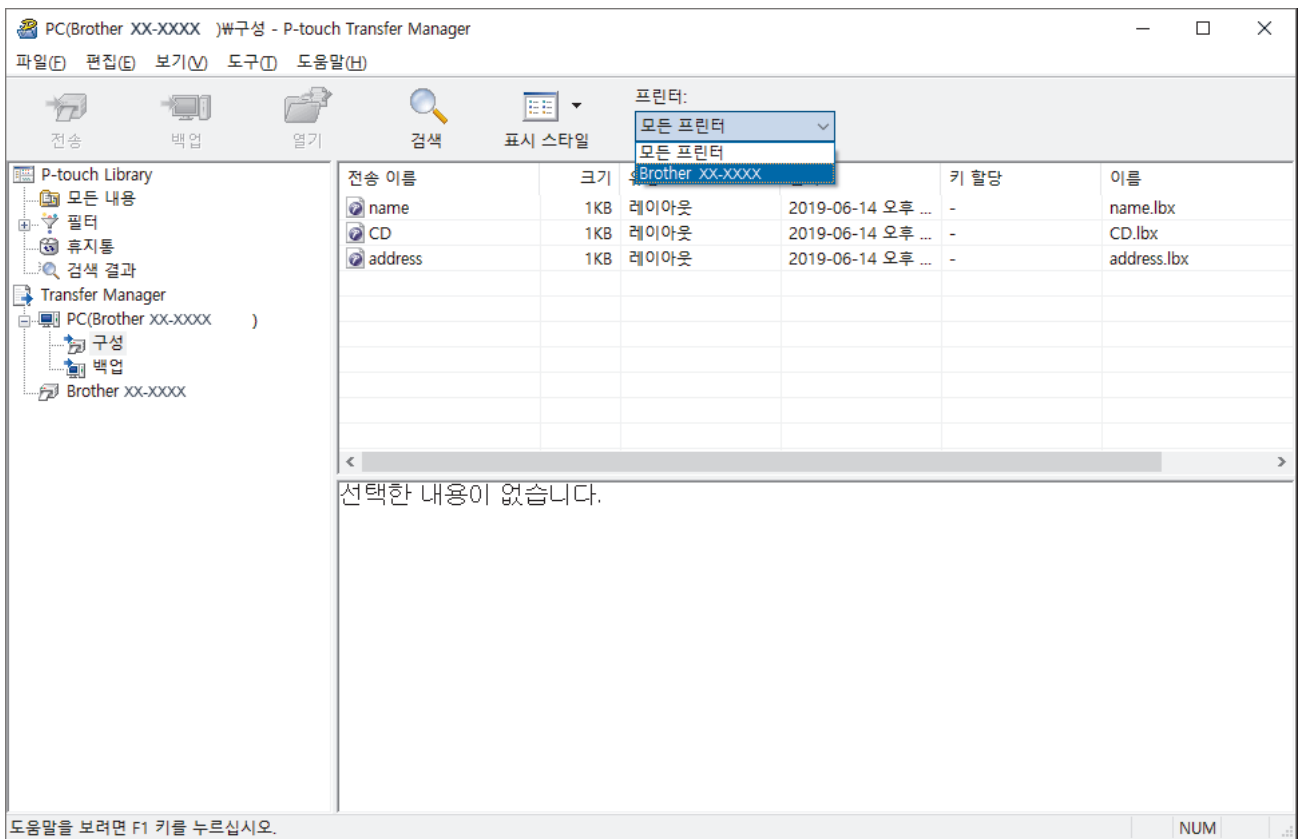 PC(Brother XX-XXXX )₩구성 - P-touch Transfer Manager
파일(F) 편집(E) 보기(V) 도구(T) 도움말(H)
전송 백업 열기 검색 표시 스타일 프린터:
모든 프린터
모든 프린터
Brother XX-XXXX
P-touch Library
모든 내용
필터
휴지통
검색 결과
Transfer Manager
PC(Brother XX-XXXX )
구성
백업
Brother XX-XXXX
전송 이름 크기 키 할당 이름
name 1KB 레이아웃 2019-06-14 오후 ... - name.lbx
CD 1KB 레이아웃 2019-06-14 오후 ... - CD.lbx
address 1KB 레이아웃 2019-06-14 오후 ... - address.lbx
선택한 내용이 없습니다.
도움말을 보려면 F1 키를 누르십시오. NUM